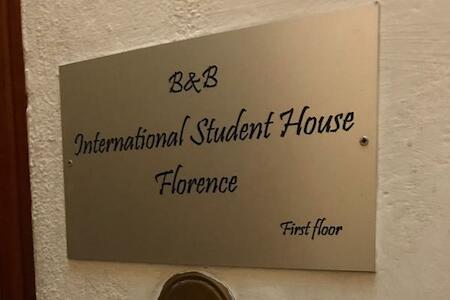 B&B
International Student House
Florence
First floor